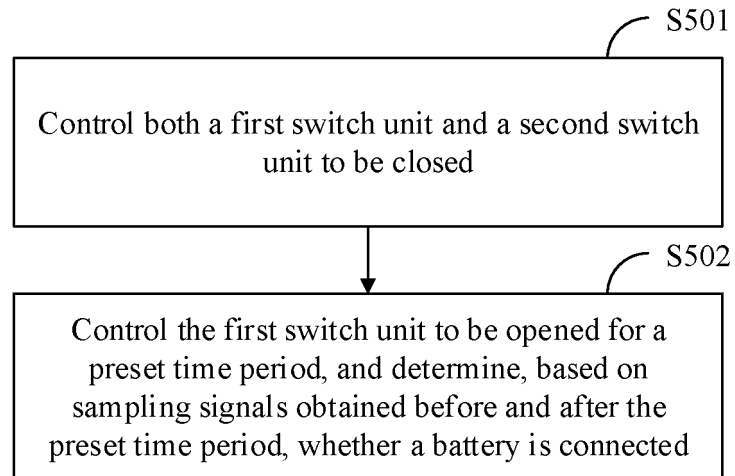 S501
Control both a first switch unit and a second switch
unit to be closed
S502
Control the first switch unit to be opened for a
preset time period, and determine, based on
sampling signals obtained before and after the
preset time period, whether a battery is connected